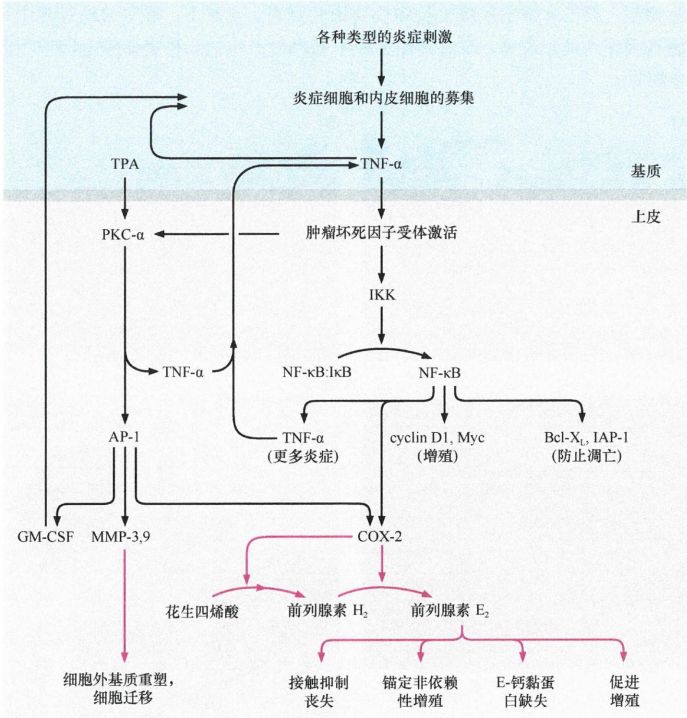 各种类型的炎症刺激
炎症细胞和内皮细胞的募集
TPA
TNF-α
基质
上皮
PKC-α
肿瘤坏死因子受体激活
IKK
TNF-α
NF-κB:IκB
NF-κB
AP-1
TNF-α
(更多炎症)
cyclin D1, Myc
(增殖)
Bcl-X_L, IAP-1
(防止凋亡)
GM-CSF
MMP-3,9
COX-2
花生四烯酸
前列腺素 H₂
前列腺素 E₂
细胞外基质重塑，
细胞迁移
接触抑制
丧失
锚定非依赖
性增殖
E-钙黏蛋
白缺失
促进
增殖